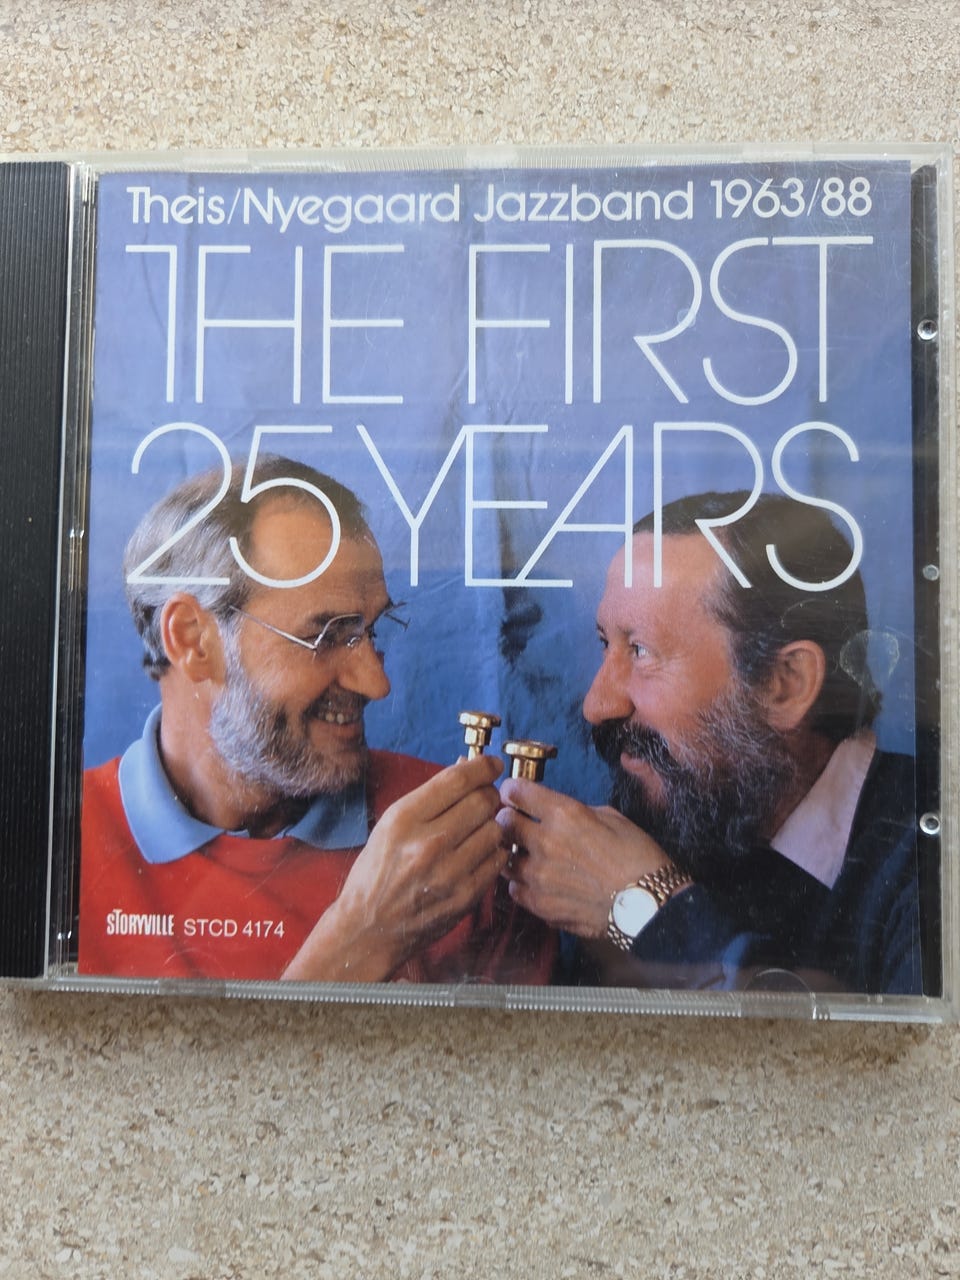 Theis/Nyegaard Jazzband 1963/88
THE FIRST
25 YEARS
STORYVILLE STCD 4174